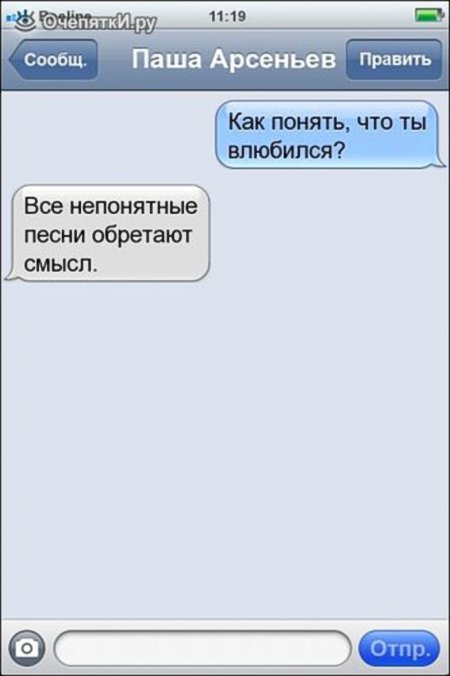 ОчепяткИ.ру
11:19
Сообщ.
Паша Арсеньев
Править
Как понять, что ты
влюбился?
Все непонятные
песни обретают
смысл.
Отпр.